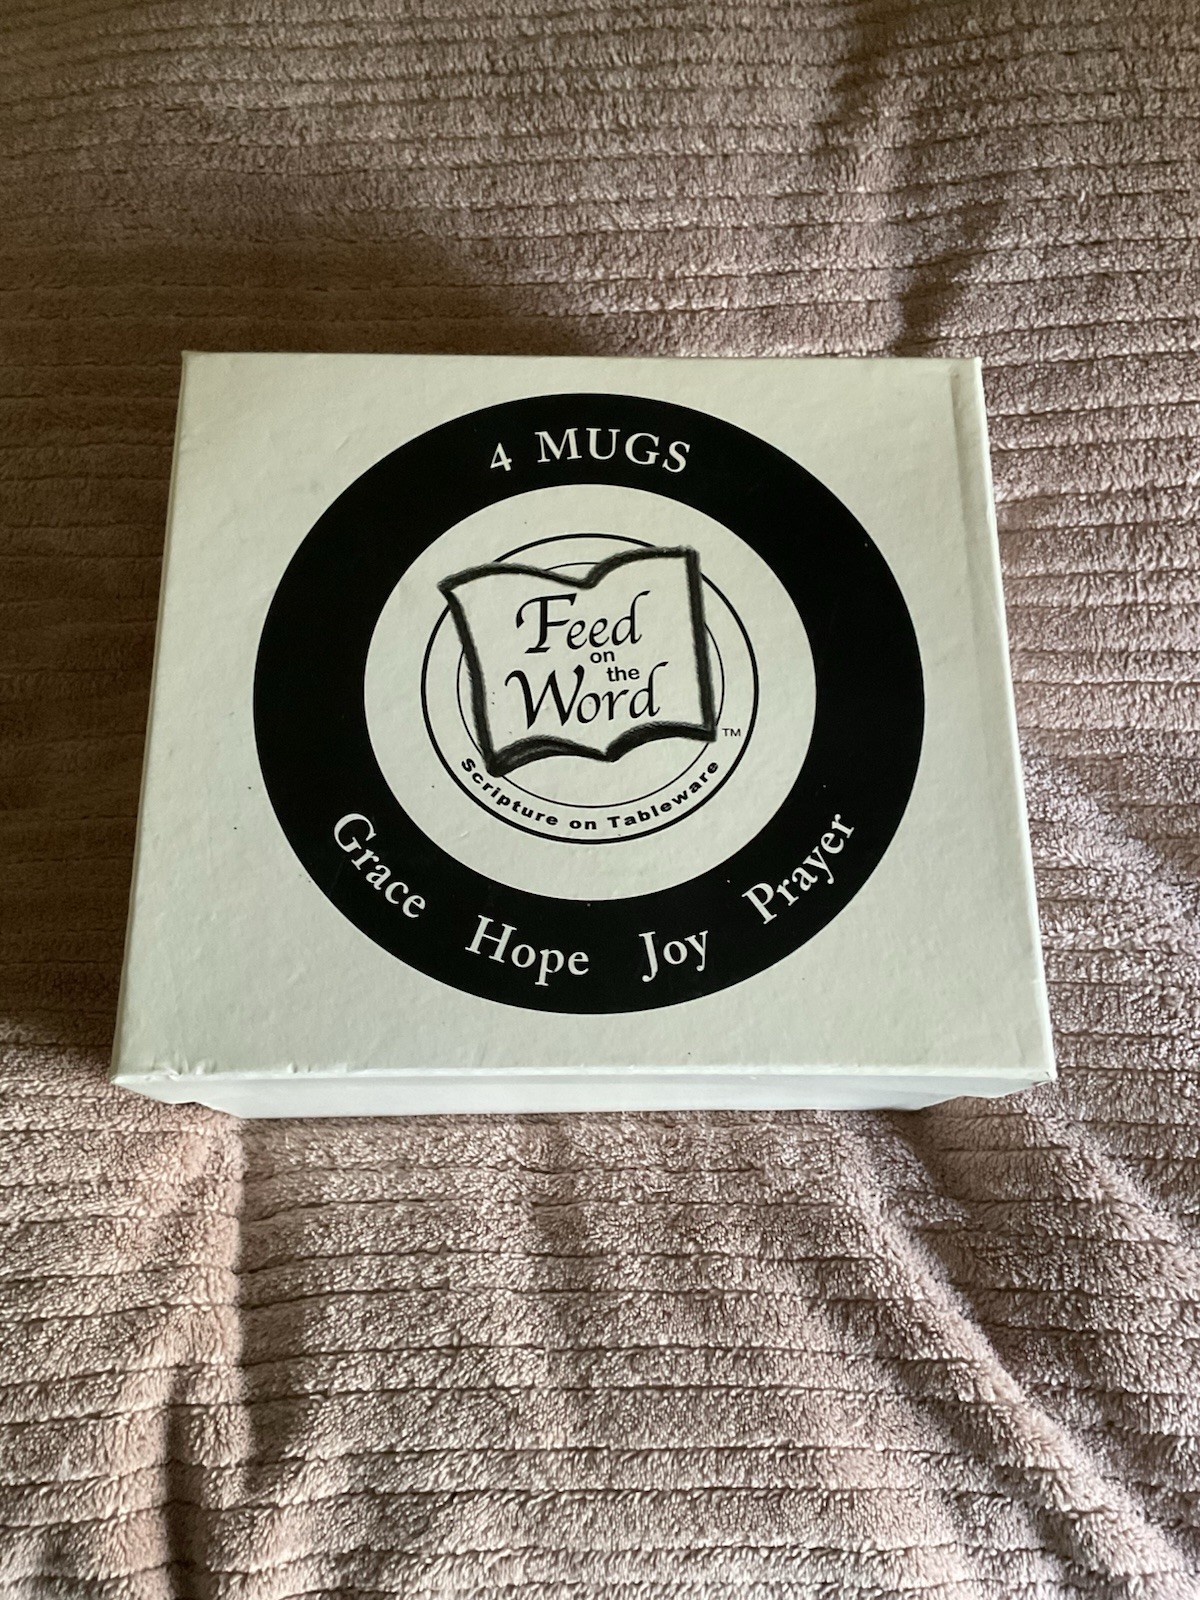 4 MUGS
Feed
on
the
Word
™
Scripture on Tableware
Grace Hope Joy Prayer